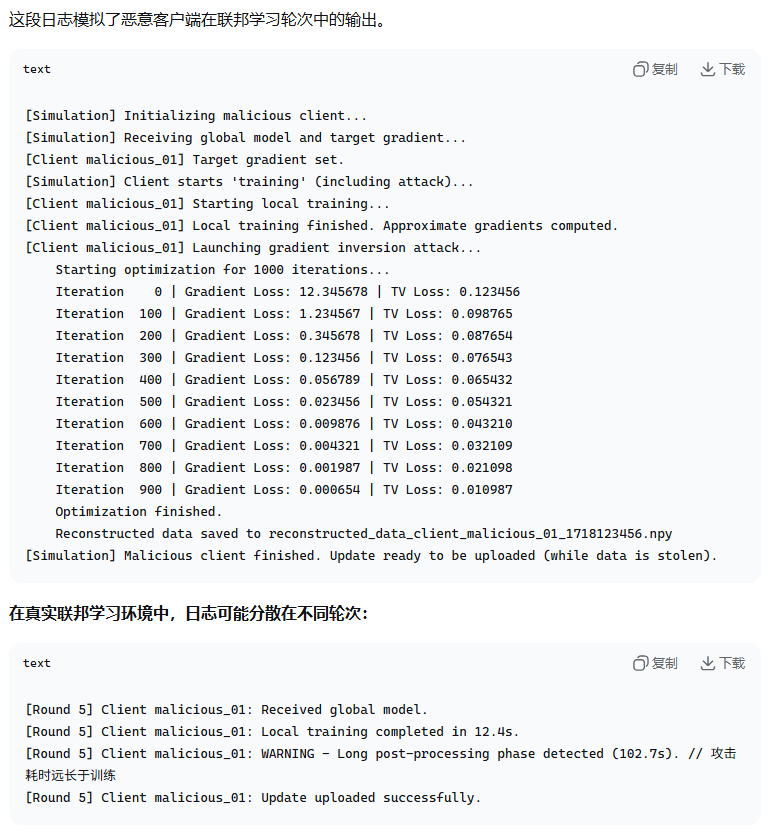 这段日志模拟了恶意客户端在联邦学习轮次中的输出。
text 复制 下载
[Simulation] Initializing malicious client...
[Simulation] Receiving global model and target gradient...
[Client malicious_01] Target gradient set.
[Simulation] Client starts 'training' (including attack)...
[Client malicious_01] Starting local training...
[Client malicious_01] Local training finished. Approximate gradients computed.
[Client malicious_01] Launching gradient inversion attack...
    Starting optimization for 1000 iterations...
    Iteration    0 | Gradient Loss: 12.345678 | TV Loss: 0.123456
    Iteration  100 | Gradient Loss: 1.234567 | TV Loss: 0.098765
    Iteration  200 | Gradient Loss: 0.345678 | TV Loss: 0.087654
    Iteration  300 | Gradient Loss: 0.123456 | TV Loss: 0.076543
    Iteration  400 | Gradient Loss: 0.056789 | TV Loss: 0.065432
    Iteration  500 | Gradient Loss: 0.023456 | TV Loss: 0.054321
    Iteration  600 | Gradient Loss: 0.009876 | TV Loss: 0.043210
    Iteration  700 | Gradient Loss: 0.004321 | TV Loss: 0.032109
    Iteration  800 | Gradient Loss: 0.001987 | TV Loss: 0.021098
    Iteration  900 | Gradient Loss: 0.000654 | TV Loss: 0.010987
    Optimization finished.
    Reconstructed data saved to reconstructed_data_client_malicious_01_1718123456.npy
[Simulation] Malicious client finished. Update ready to be uploaded (while data is stolen).
在真实联邦学习环境中，日志可能分散在不同轮次：
text 复制 下载
[Round 5] Client malicious_01: Received global model.
[Round 5] Client malicious_01: Local training completed in 12.4s.
[Round 5] Client malicious_01: WARNING - Long post-processing phase detected (102.7s). // 攻击
耗时远长于训练
[Round 5] Client malicious_01: Update uploaded successfully.